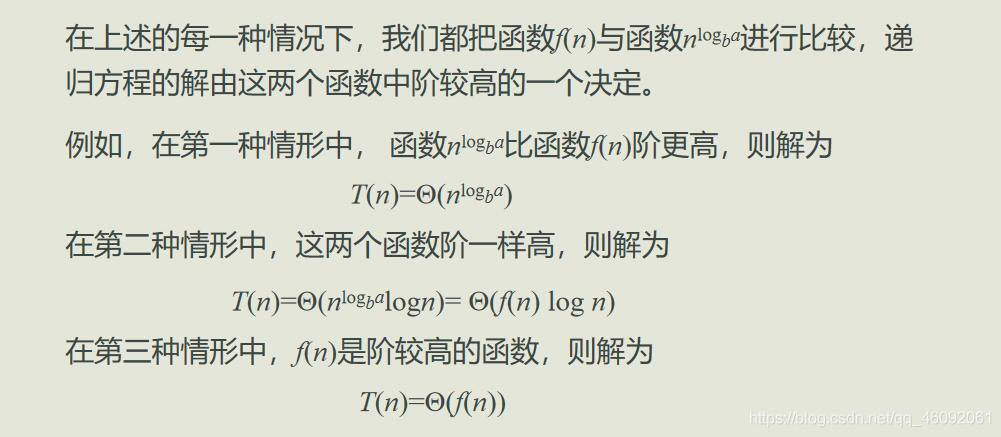 在上述的每一种情况下，我们都把函数f(n)与函数n^{log_b a}进行比较，递
归方程的解由这两个函数中阶较高的一个决定。
例如，在第一种情形中， 函数n^{log_b a}比函数f(n)阶更高，则解为
T(n)=Θ(n^{log_b a})
在第二种情形中，这两个函数阶一样高，则解为
T(n)=Θ(n^{log_b a}logn)= Θ(f(n) log n)
在第三种情形中，f(n)是阶较高的函数，则解为
T(n)=Θ(f(n))
https://blog.csdn.net/qq_46092061